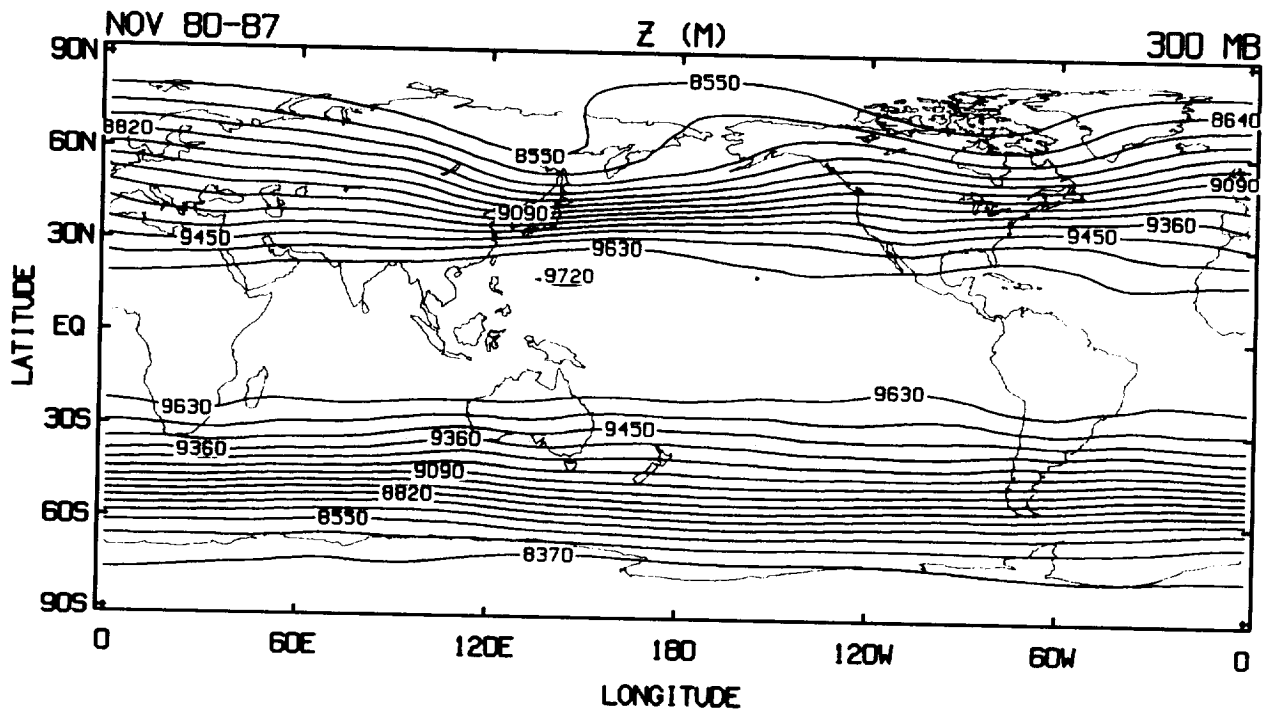 NOV 80-87 Z (M) 300 MB
90N
8550
8820 8640
60N
8550
9090 9090
9450 9630 9450 9360
30N
9720
EQ
LATITUDE
9630 9630
30S
9360 9360 9450
9090
8820
60S 8550
8370
90S
0 60E 120E 180 120W 60W 0
LONGITUDE